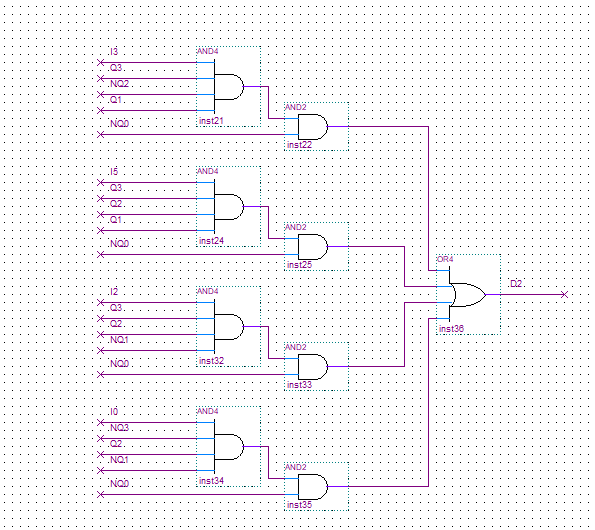 I3
AND4
Q3
NQ2
Q1
AND2
inst21
NQ0
inst22
I5
AND4
Q3
Q2
Q1
AND2
inst24
NQ0
inst25
OR4
D2
I2
AND4
Q3
Q2
inst36
NQ1
AND2
inst32
NQ0
inst33
I0
AND4
NQ3
Q2
NQ1
AND2
inst34
NQ0
inst35